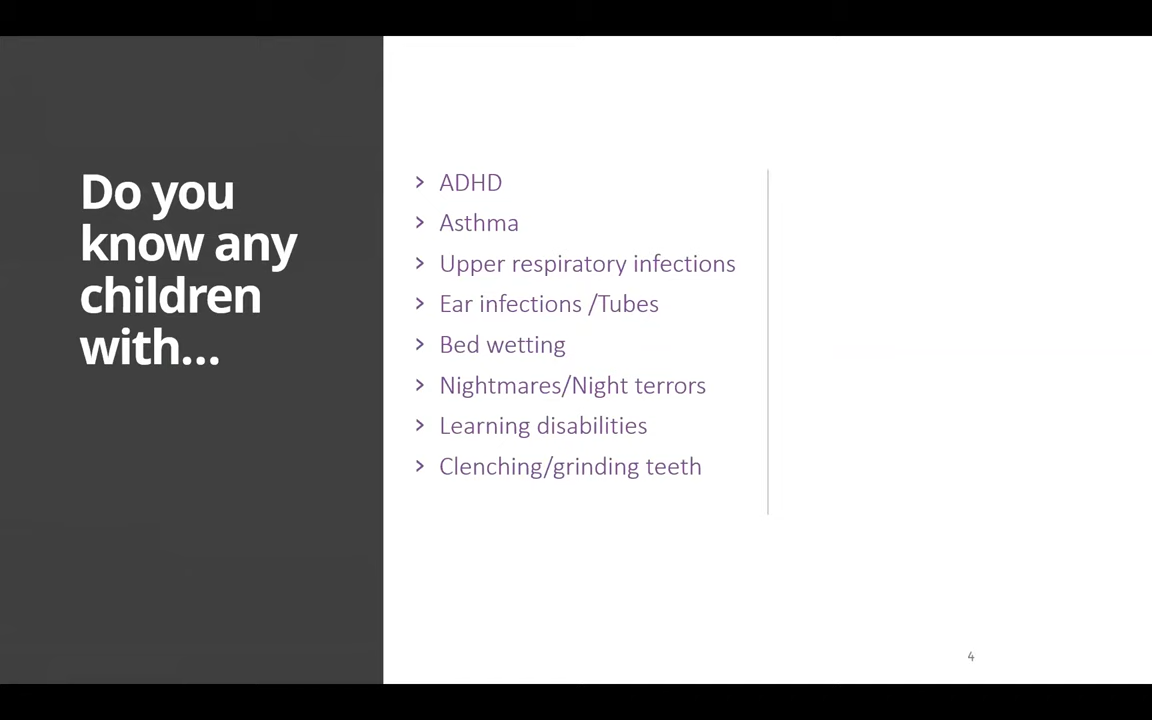 Do you
know any
children
with...
> ADHD
> Asthma
> Upper respiratory infections
> Ear infections /Tubes
> Bed wetting
> Nightmares/Night terrors
> Learning disabilities
> Clenching/grinding teeth
4